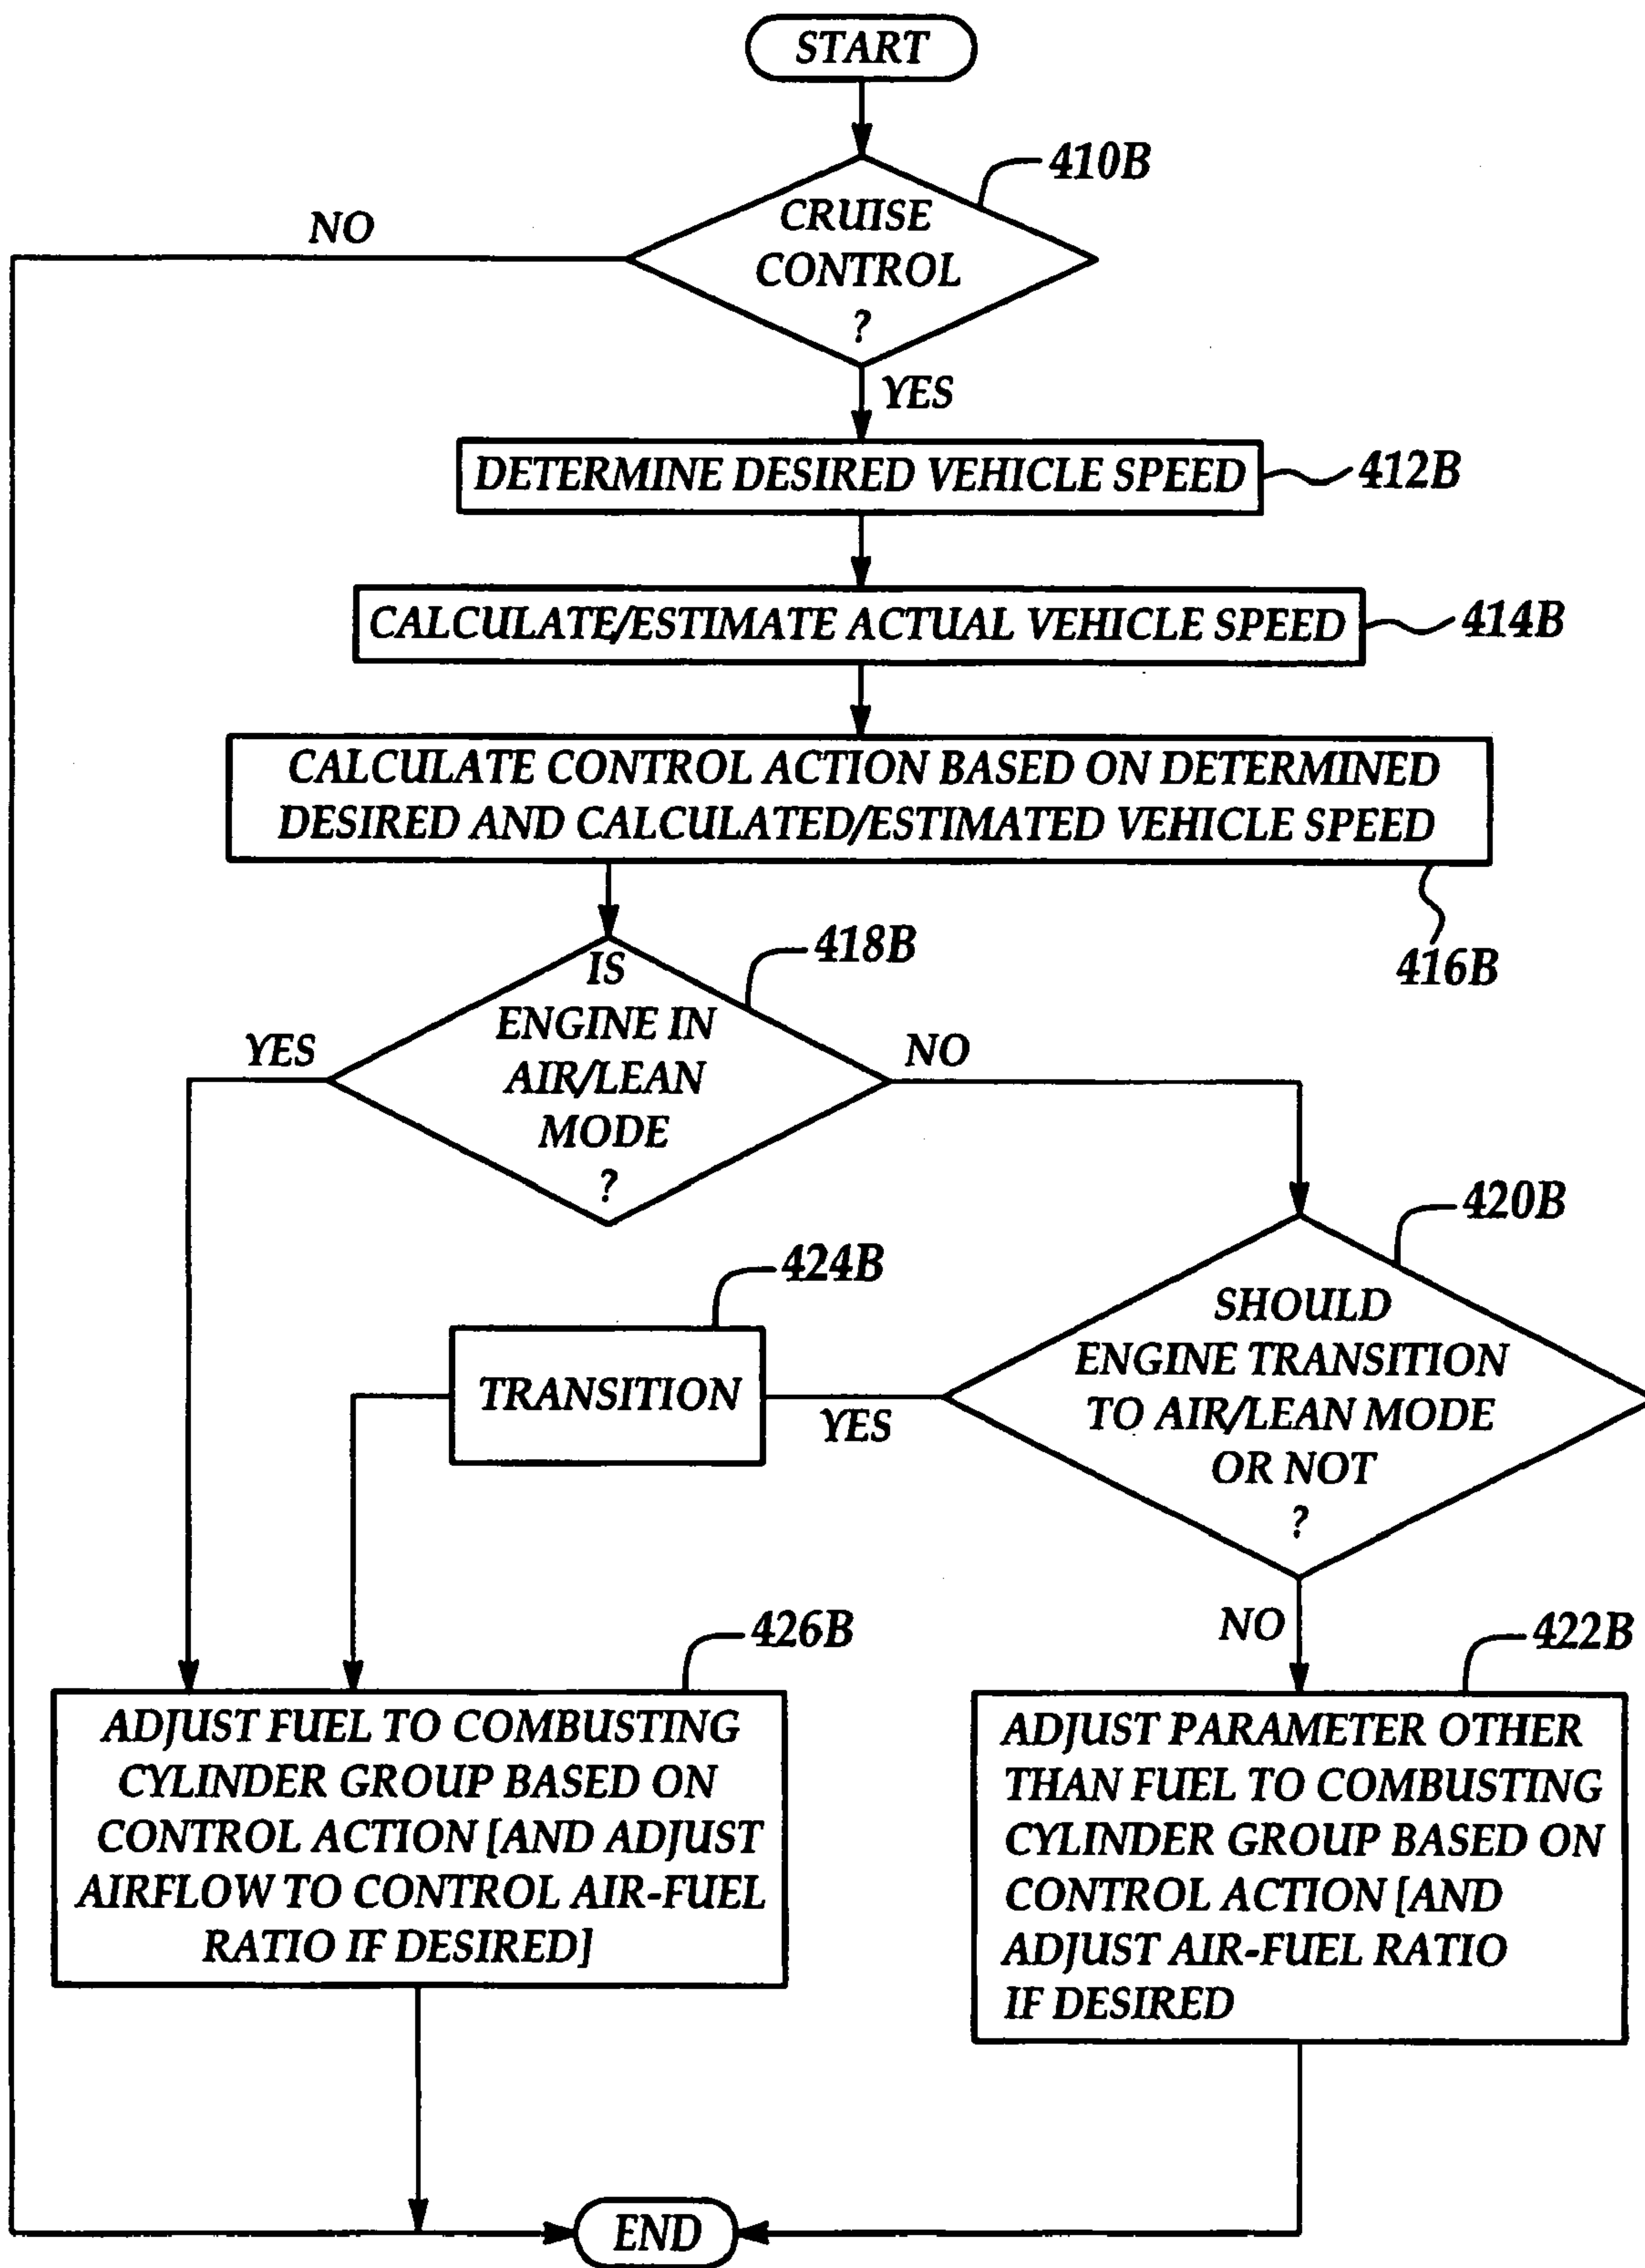 START
410B
CRUISE
CONTROL
?
NO
YES
DETERMINE DESIRED VEHICLE SPEED
412B
CALCULATE/ESTIMATE ACTUAL VEHICLE SPEED
414B
CALCULATE CONTROL ACTION BASED ON DETERMINED
DESIRED AND CALCULATED/ESTIMATED VEHICLE SPEED
416B
418B
IS
ENGINE IN
AIR/LEAN
MODE
?
YES
NO
420B
SHOULD
ENGINE TRANSITION
TO AIR/LEAN MODE
OR NOT
?
424B
TRANSITION
YES
NO
426B
ADJUST FUEL TO COMBUSTING
CYLINDER GROUP BASED ON
CONTROL ACTION [AND ADJUST
AIRFLOW TO CONTROL AIR-FUEL
RATIO IF DESIRED]
422B
ADJUST PARAMETER OTHER
THAN FUEL TO COMBUSTING
CYLINDER GROUP BASED ON
CONTROL ACTION [AND
ADJUST AIR-FUEL RATIO
IF DESIRED
END